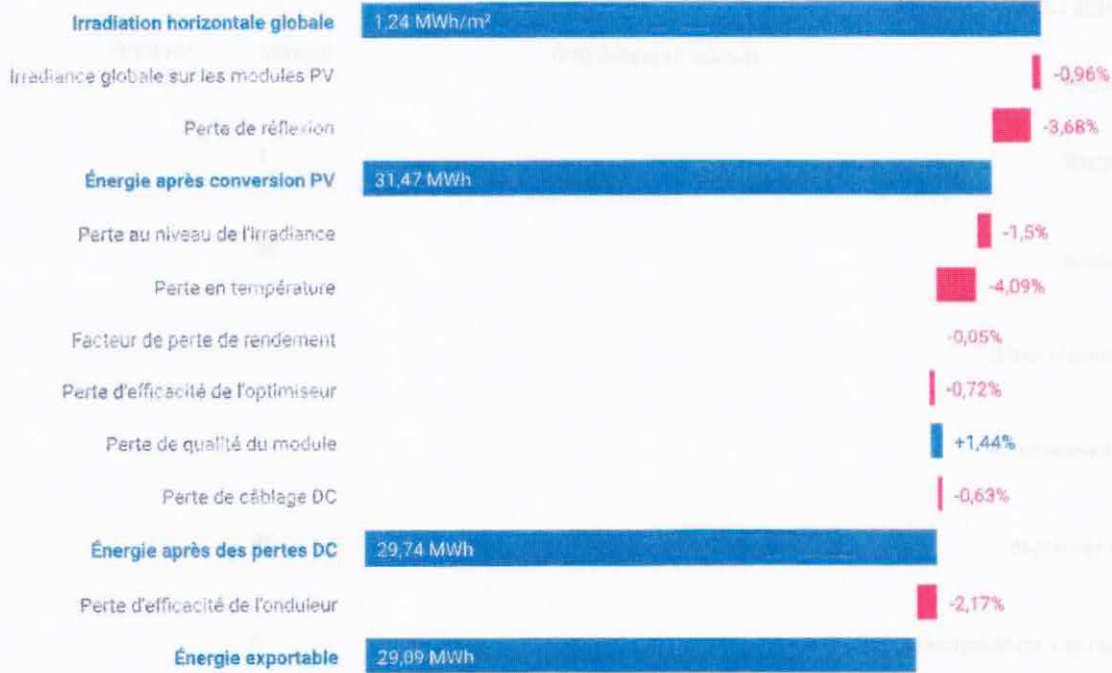 Irradiation horizontale globale 1.24 MWh/m²
Irradiance globale sur les modules PV -0,96%
Perte de réflexion -3,68%
Énergie après conversion PV 31,47 MWh
Perte au niveau de l'irradiance -1,5%
Perte en température -4,09%
Facteur de perte de rendement -0,05%
Perte d'efficacité de l'optimiseur -0,72%
Perte de qualité du module +1,44%
Perte de câblage DC -0,63%
Énergie après des pertes DC 29,74 MWh
Perte d'efficacité de l'onduleur -2,17%
Énergie exportable 29,09 MWh